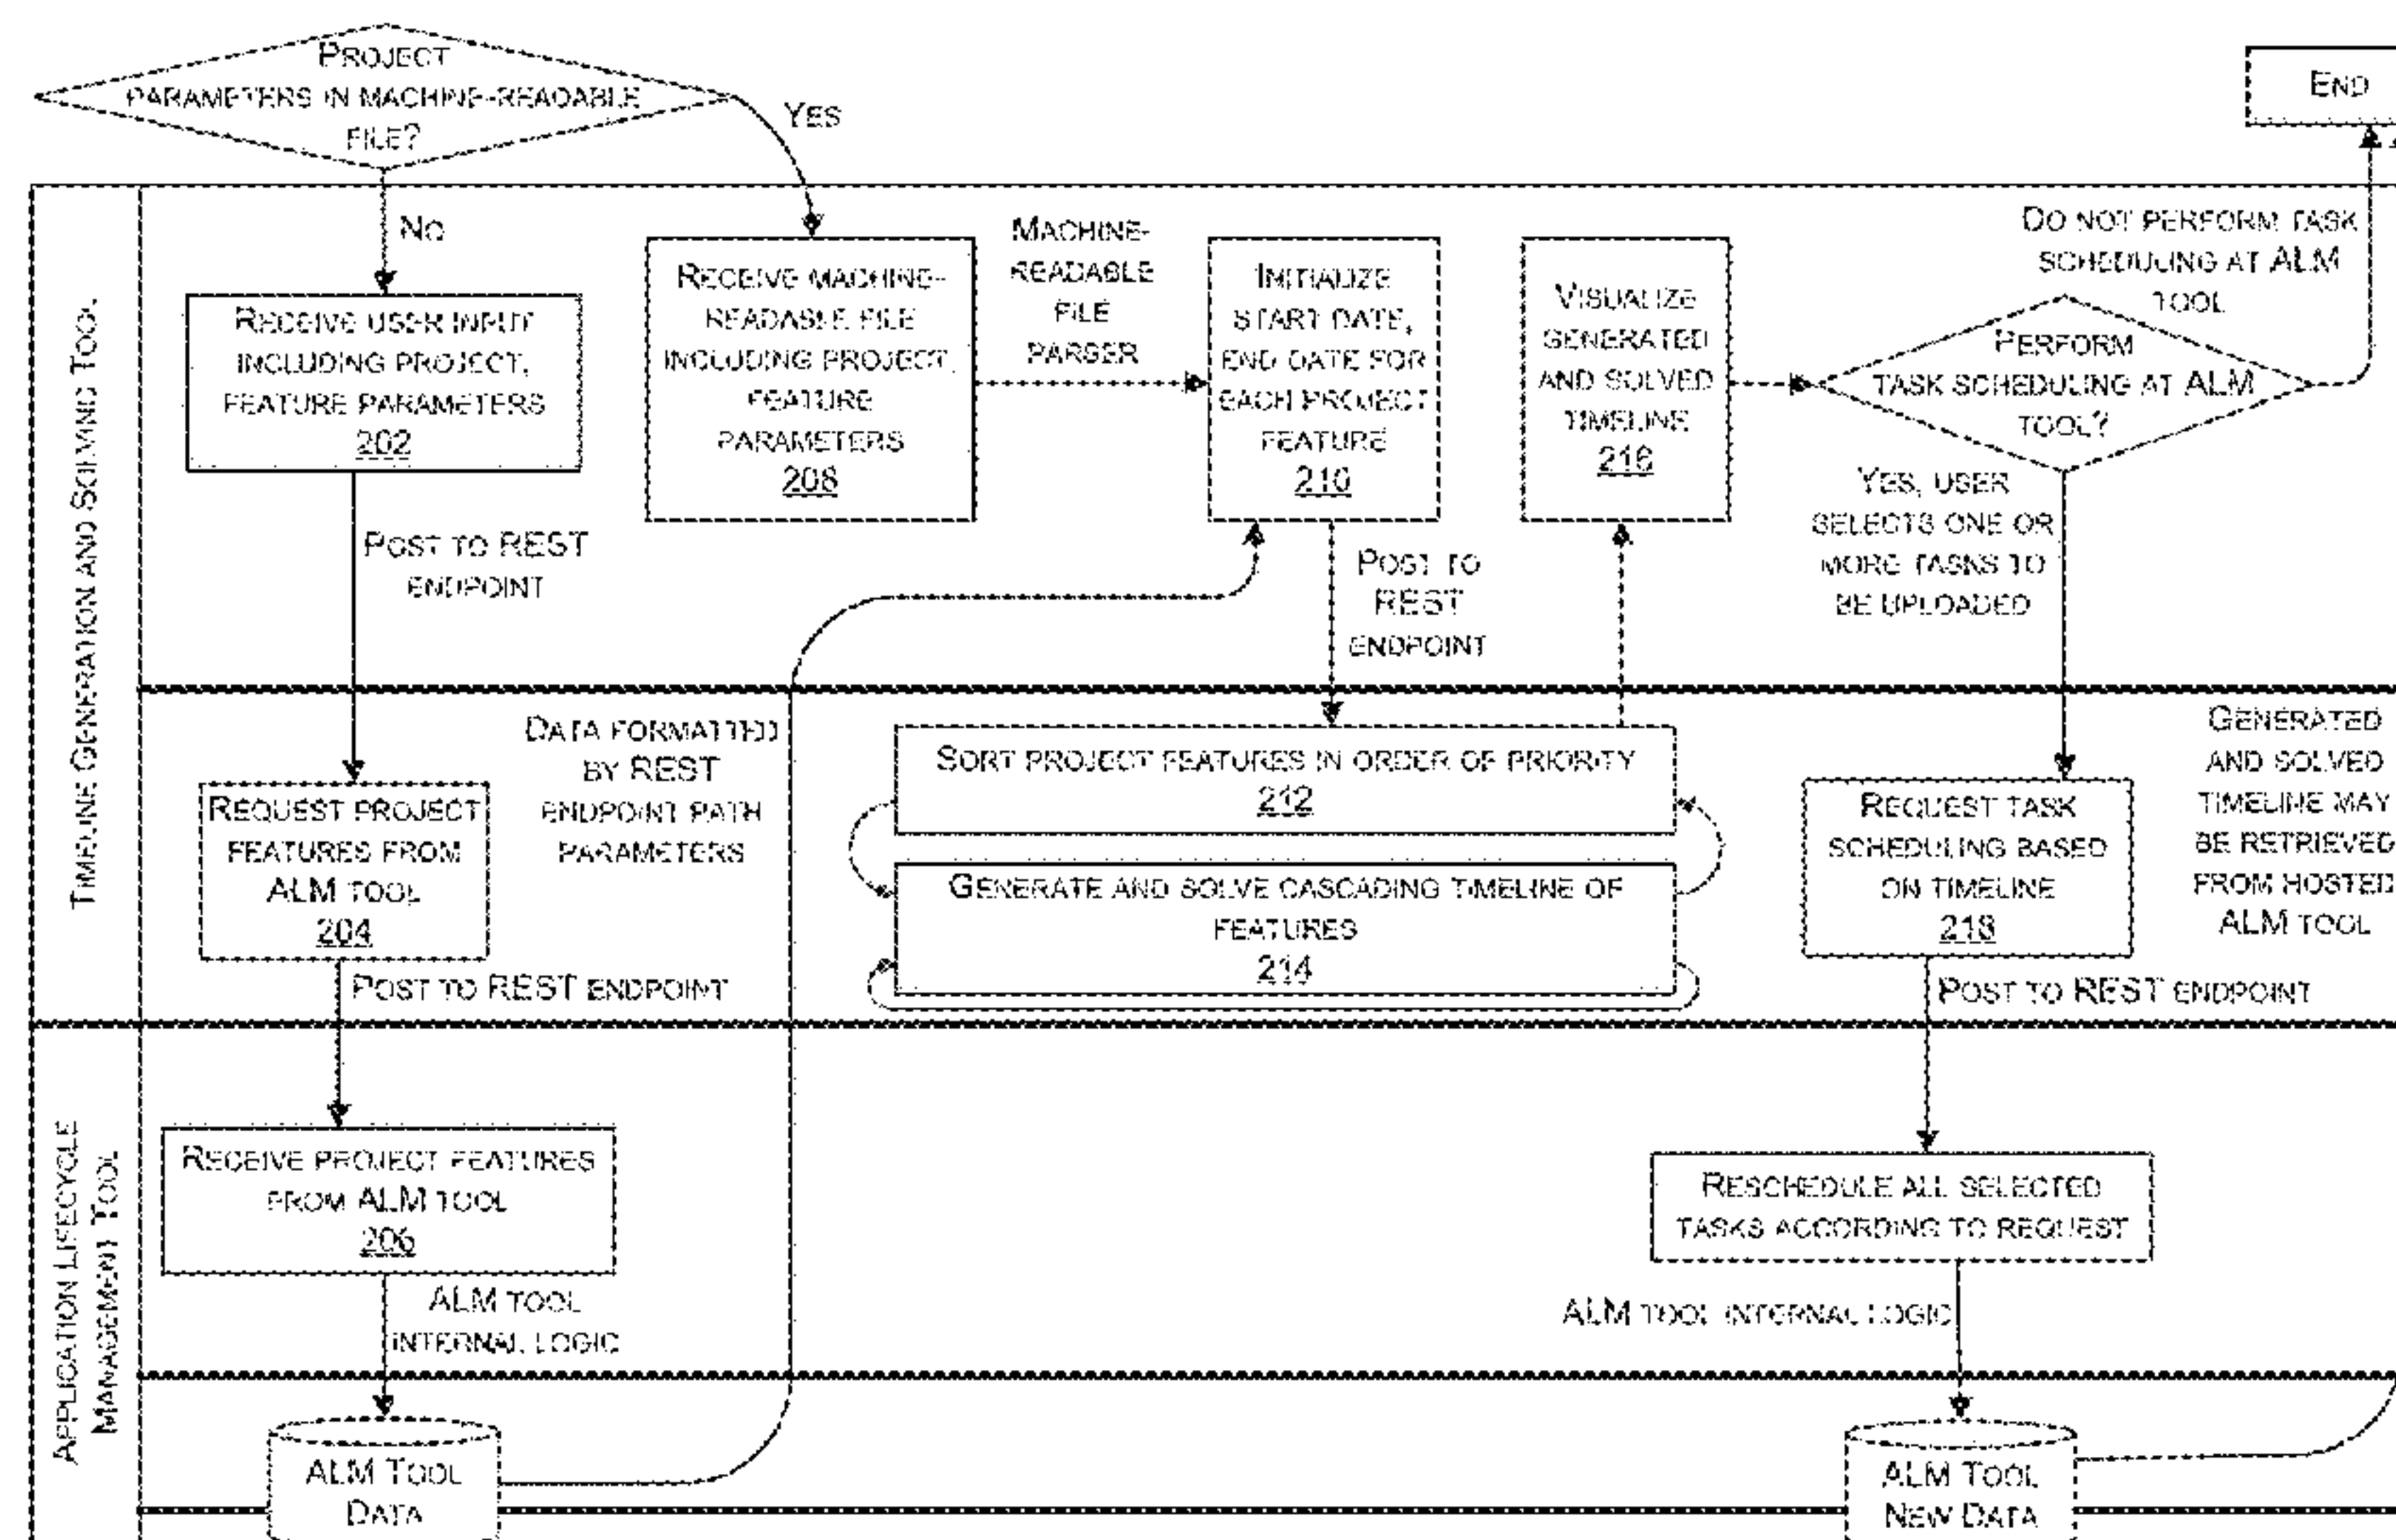 PROJECT
PARAMETERS IN MACHINE-READABLE
FILE?
YES
END
NO
TIMELINE GENERATION AND SOLVING TOOL
RECEIVE USER INPUT
INCLUDING PROJECT,
FEATURE PARAMETERS
202
RECEIVE MACHINE-
READABLE FILE
INCLUDING PROJECT,
FEATURE
PARAMETERS
208
MACHINE-
READABLE
FILE
PARSER
INITIALIZE
START DATE,
END DATE FOR
EACH PROJECT
FEATURE
210
VISUALIZE
GENERATED
AND SOLVED
TIMELINE
216
DO NOT PERFORM TASK
SCHEDULING AT ALM
TOOL
PERFORM
TASK SCHEDULING AT ALM
TOOL?
YES, USER
SELECTS ONE OR
MORE TASKS TO
BE UPLOADED
POST TO REST
ENDPOINT
POST TO
REST
ENDPOINT
REQUEST PROJECT
FEATURES FROM
ALM TOOL
204
DATA FORMATTED
BY REST
ENDPOINT PATH
PARAMETERS
SORT PROJECT FEATURES IN ORDER OF PRIORITY
212
GENERATE AND SOLVE CASCADING TIMELINE OF
FEATURES
214
REQUEST TASK
SCHEDULING BASED
ON TIMELINE
218
GENERATED
AND SOLVED
TIMELINE MAY
BE RETRIEVED
FROM HOSTED
ALM TOOL
POST TO REST ENDPOINT
POST TO REST ENDPOINT
APPLICATION LIFECYCLE
MANAGEMENT TOOL
RECEIVE PROJECT FEATURES
FROM ALM TOOL
206
RESCHEDULE ALL SELECTED
TASKS ACCORDING TO REQUEST
ALM TOOL
INTERNAL LOGIC
ALM TOOL INTERNAL LOGIC
ALM TOOL
DATA
ALM TOOL
NEW DATA